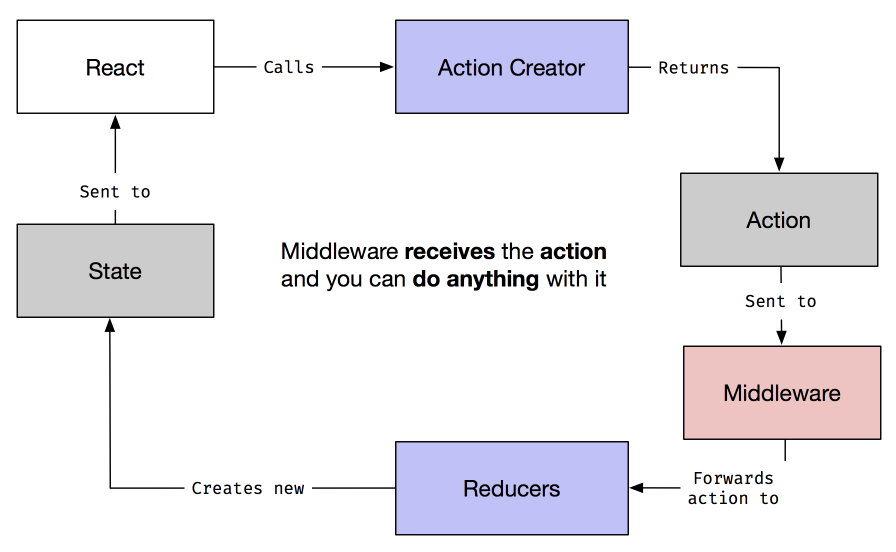 React
Calls
Action Creator
Returns
Action
Sent to
Middleware
Forwards
action to
Reducers
Creates new
State
Sent to
Middleware receives the action
and you can do anything with it